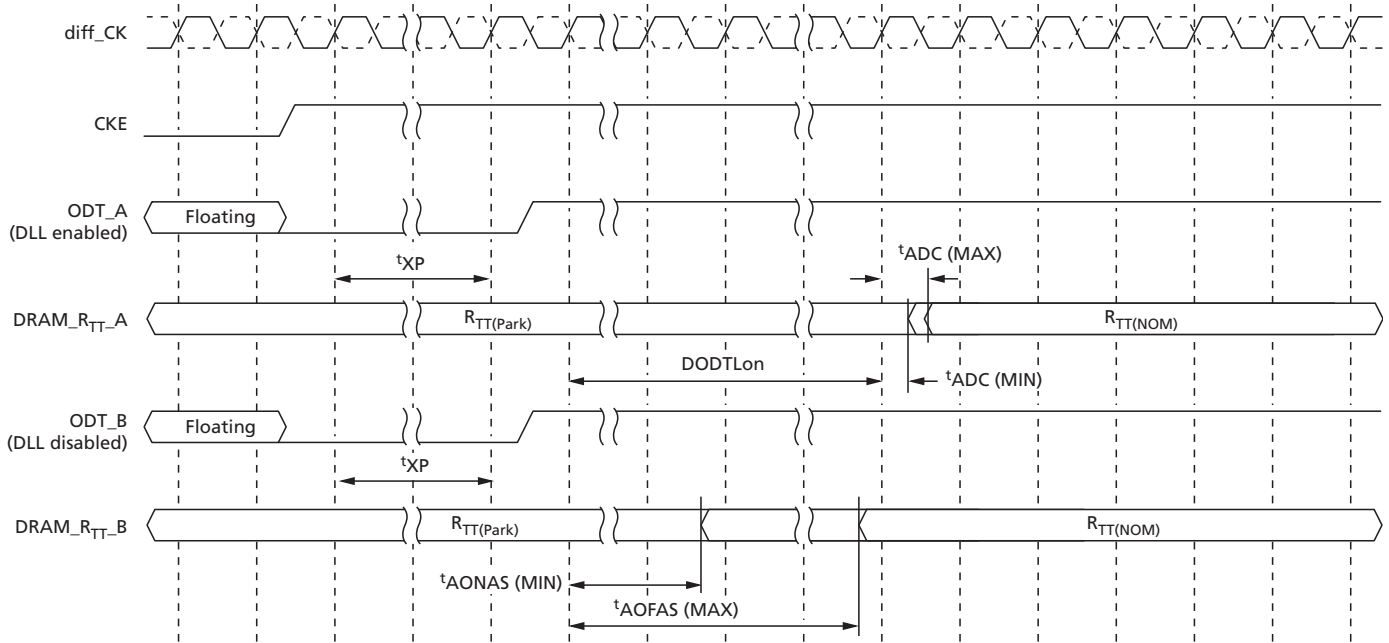 diff_CK
CKE
ODT_A
(DLL enabled)
Floating
tXP
tADC (MAX)
DRAM_RTT_A
RTT(Park)
RTT(NOM)
DODTLon
tADC (MIN)
ODT_B
(DLL disabled)
Floating
tXP
DRAM_RTT_B
RTT(Park)
RTT(NOM)
tAONAS (MIN)
tAOFAS (MAX)